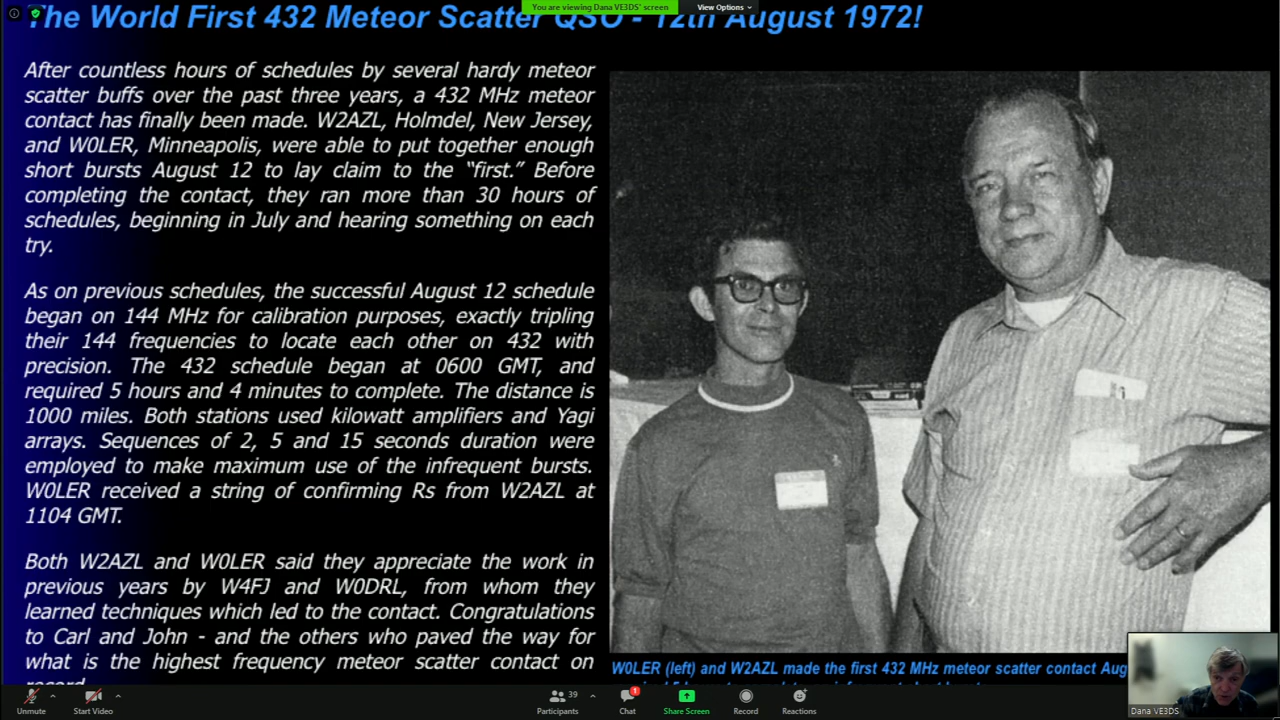 You are viewing Dana VE3DS' screen
View Options
The World First 432 Meteor Scatter QSO - 12th August 1972!
After countless hours of schedules by several hardy meteor
scatter buffs over the past three years, a 432 MHz meteor
contact has finally been made. W2AZL, Holmdel, New Jersey,
and W0LER, Minneapolis, were able to put together enough
short bursts August 12 to lay claim to the “first.” Before
completing the contact, they ran more than 30 hours of
schedules, beginning in July and hearing something on each
try.
As on previous schedules, the successful August 12 schedule
began on 144 MHz for calibration purposes, exactly tripling
their 144 frequencies to locate each other on 432 with
precision. The 432 schedule began at 0600 GMT, and
required 5 hours and 4 minutes to complete. The distance is
1000 miles. Both stations used kilowatt amplifiers and Yagi
arrays. Sequences of 2, 5 and 15 seconds duration were
employed to make maximum use of the infrequent bursts.
W0LER received a string of confirming Rs from W2AZL at
1104 GMT.
Both W2AZL and W0LER said they appreciate the work in
previous years by W4FJ and W0DRL, from whom they
learned techniques which led to the contact. Congratulations
to Carl and John - and the others who paved the way for
what is the highest frequency meteor scatter contact on
record.
W0LER (left) and W2AZL made the first 432 MHz meteor scatter contact Aug
Dana VE3DS
Unmute
Start Video
39
Participants
1
Chat
Share Screen
Record
Reactions